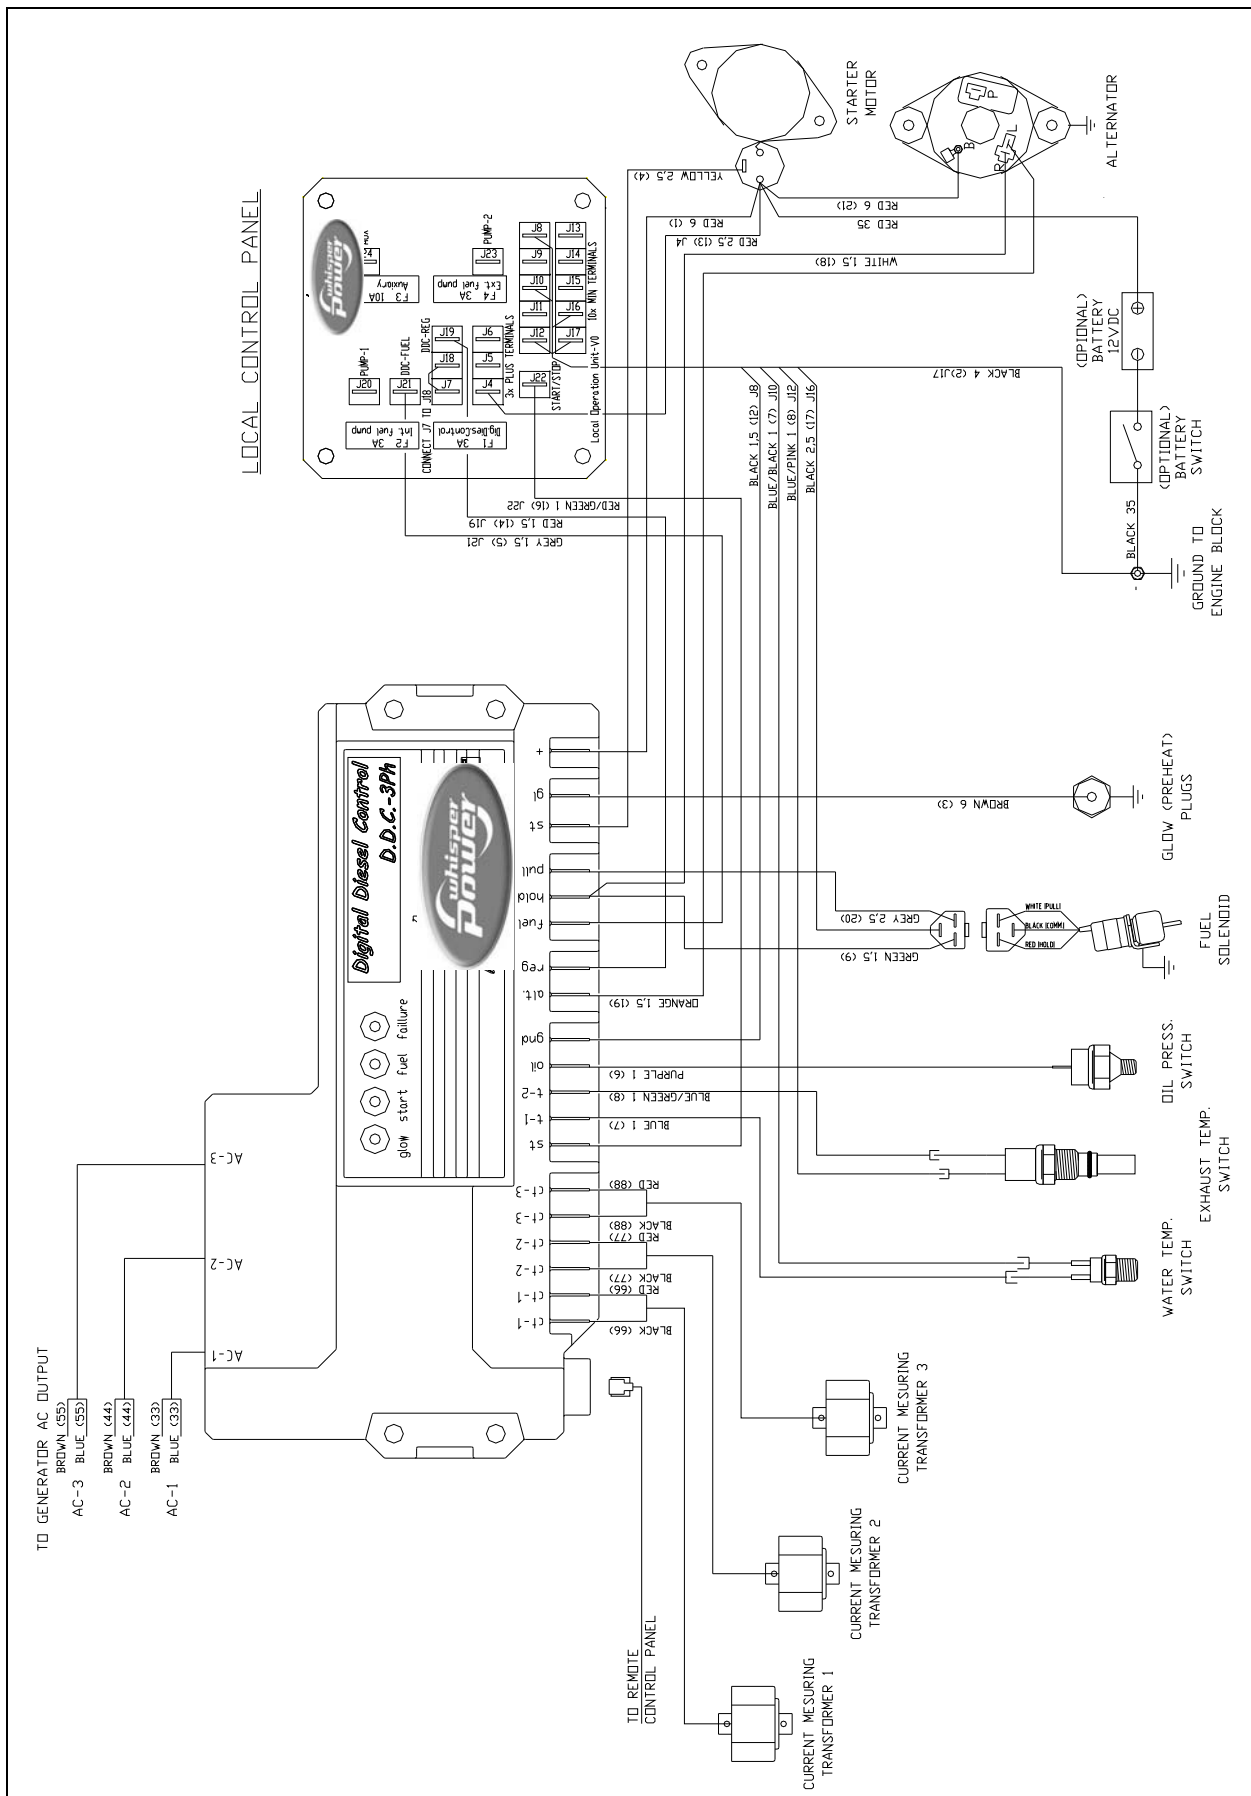 LOCAL CONTROL PANEL
whisper
power
F3 10A
Auxiary
PUMP-2
J23
F4 3A
Ext. fuel pump
J8
J13
J9
J14
J10
J15
J11
J16
J12
J17
10x MIN TERMINALS
DDC-REG
J19
J6
J18
J5
J7
J4
3x PLUS TERMINALS
PUMP-1
J20
DDC-FUEL
J21
CONNECT J7 TO J18
J22
START/STOP
Local Operation Unit-V0
F2 3A
Int. fuel pump
F1 3A
Dig.Dies.Control
STARTER
MOTOR
ALTERNATOR
P
B
R
L
YELLOW 2,5 (4)
RED 6 (1)
RED 2,5 (13) J4
RED 6 (21)
RED 35
WHITE 1,5 (18)
(OPIONAL)
BATTERY
12VDC
(OPTIONAL)
BATTERY
SWITCH
BLACK 35
GROUND TO
ENGINE BLOCK
-
BLACK 4 (2)J17
BLACK 1,5 (12) J8
BLUE/BLACK 1 (7) J10
BLUE/PINK 1 (8) J12
BLACK 2,5 (17) J16
RED/GREEN 1 (16) J22
RED 1,5 (14) J19
GREY 1,5 (5) J21
Digital Diesel Control
D.D.C.-3Ph
whisper
power
glow start fuel faillure
+
gl
st
pull
hold
fuel
reg
alt.
gnd
oil
t-2
t-1
st
ct-3
ct-3
ct-2
ct-2
ct-1
ct-1
BROWN 6 (3)
GLOW (PREHEAT)
PLUGS
GREY 2,5 (20)
GREEN 1,5 (9)
WHITE (PULL)
BLACK (COMM)
RED (HOLD)
FUEL
SOLENOID
ORANGE 1,5 (19)
PURPLE 1 (6)
BLUE/GREEN 1 (8)
BLUE 1 (7)
OIL PRESS.
SWITCH
EXHAUST TEMP.
SWITCH
WATER TEMP.
SWITCH
RED (88)
BLACK (88)
RED (77)
BLACK (77)
RED (66)
BLACK (66)
AC-3
AC-2
AC-1
TO GENERATOR AC OUTPUT
BROWN (55)
AC-3 BLUE (55)
BROWN (44)
AC-2 BLUE (44)
BROWN (33)
AC-1 BLUE (33)
TO REMOTE
CONTROL PANEL
CURRENT MESURING
TRANSFORMER 3
CURRENT MESURING
TRANSFORMER 2
CURRENT MESURING
TRANSFORMER 1